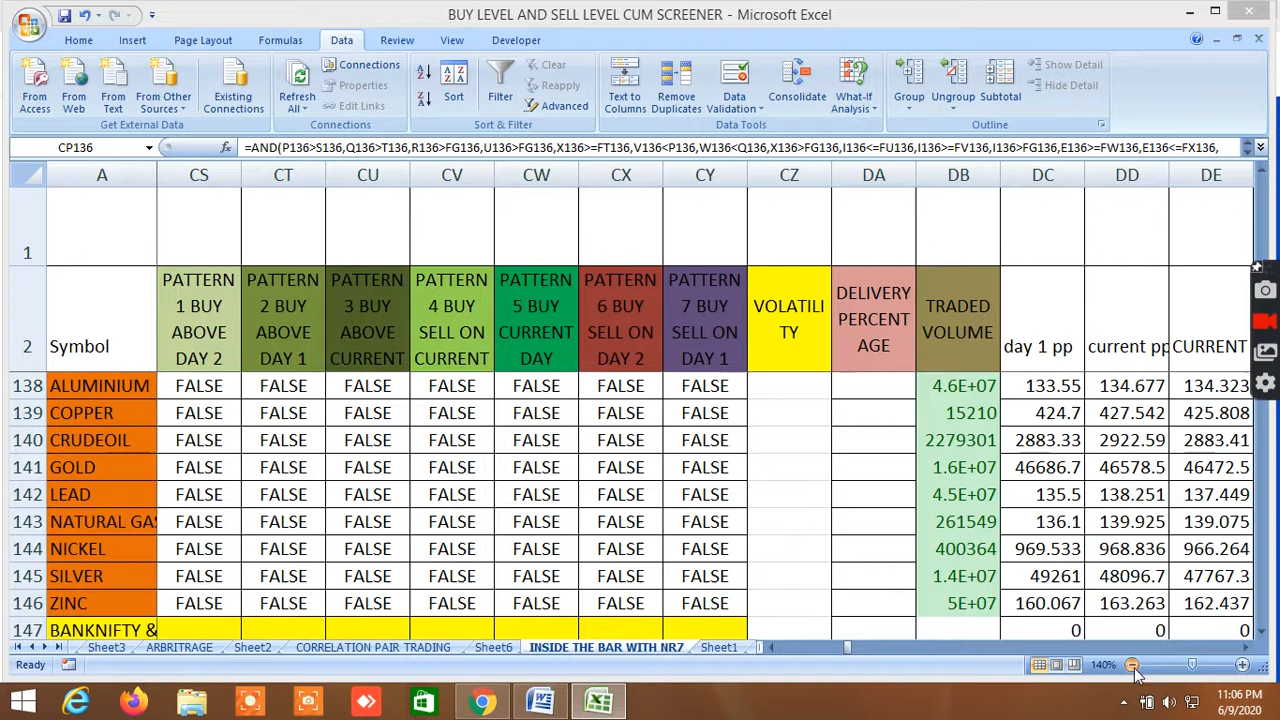 BUY LEVEL AND SELL LEVEL CUM SCREENER - Microsoft Excel
Home Insert Page Layout Formulas Data Review View Developer
From Access
From Web
From Text
From Other Sources
Existing Connections
Get External Data
Refresh All
Connections
Properties
Edit Links
Connections
Sort
Filter
Clear
Reapply
Advanced
Sort & Filter
Text to Columns
Remove Duplicates
Data Validation
Consolidate
What-If Analysis
Data Tools
Group
Ungroup
Subtotal
Show Detail
Hide Detail
Outline
CP136 fx =AND(P136>S136,Q136>T136,R136>FG136,U136>FG136,X136>=FT136,V136<P136,W136<Q136,X136>FG136,I136<=FU136,I136>=FV136,I136>FG136,E136>=FW136,E136<=FX136,
A CS CT CU CV CW CX CY CZ DA DB DC DD DE
1
2 Symbol
PATTERN 1 BUY ABOVE DAY 2
PATTERN 2 BUY ABOVE DAY 1
PATTERN 3 BUY ABOVE CURRENT
PATTERN 4 BUY SELL ON CURRENT
PATTERN 5 BUY CURRENT DAY
PATTERN 6 BUY SELL ON DAY 2
PATTERN 7 BUY SELL ON DAY 1
VOLATILITY
DELIVERY PERCENTAGE
TRADED VOLUME
day 1 pp
current pp
CURRENT
138 ALUMINIUM FALSE FALSE FALSE FALSE FALSE FALSE FALSE 4.6E+07 133.55 134.677 134.323
139 COPPER FALSE FALSE FALSE FALSE FALSE FALSE FALSE 15210 424.7 427.542 425.808
140 CRUDEOIL FALSE FALSE FALSE FALSE FALSE FALSE FALSE 2279301 2883.33 2922.59 2883.41
141 GOLD FALSE FALSE FALSE FALSE FALSE FALSE FALSE 1.6E+07 46686.7 46578.5 46472.5
142 LEAD FALSE FALSE FALSE FALSE FALSE FALSE FALSE 4.5E+07 135.5 138.251 137.449
143 NATURAL GAS FALSE FALSE FALSE FALSE FALSE FALSE FALSE 261549 136.1 139.925 139.075
144 NICKEL FALSE FALSE FALSE FALSE FALSE FALSE FALSE 400364 969.533 968.836 966.264
145 SILVER FALSE FALSE FALSE FALSE FALSE FALSE FALSE 1.4E+07 49261 48096.7 47767.3
146 ZINC FALSE FALSE FALSE FALSE FALSE FALSE FALSE 5E+07 160.067 163.263 162.437
147 BANKNIFTY & 0 0 0
Sheet3 ARBRITRAGE Sheet2 CORRELATION PAIR TRADING Sheet6 INSIDE THE BAR WITH NR7 Sheet1
Ready 140%
11:06 PM
6/9/2020